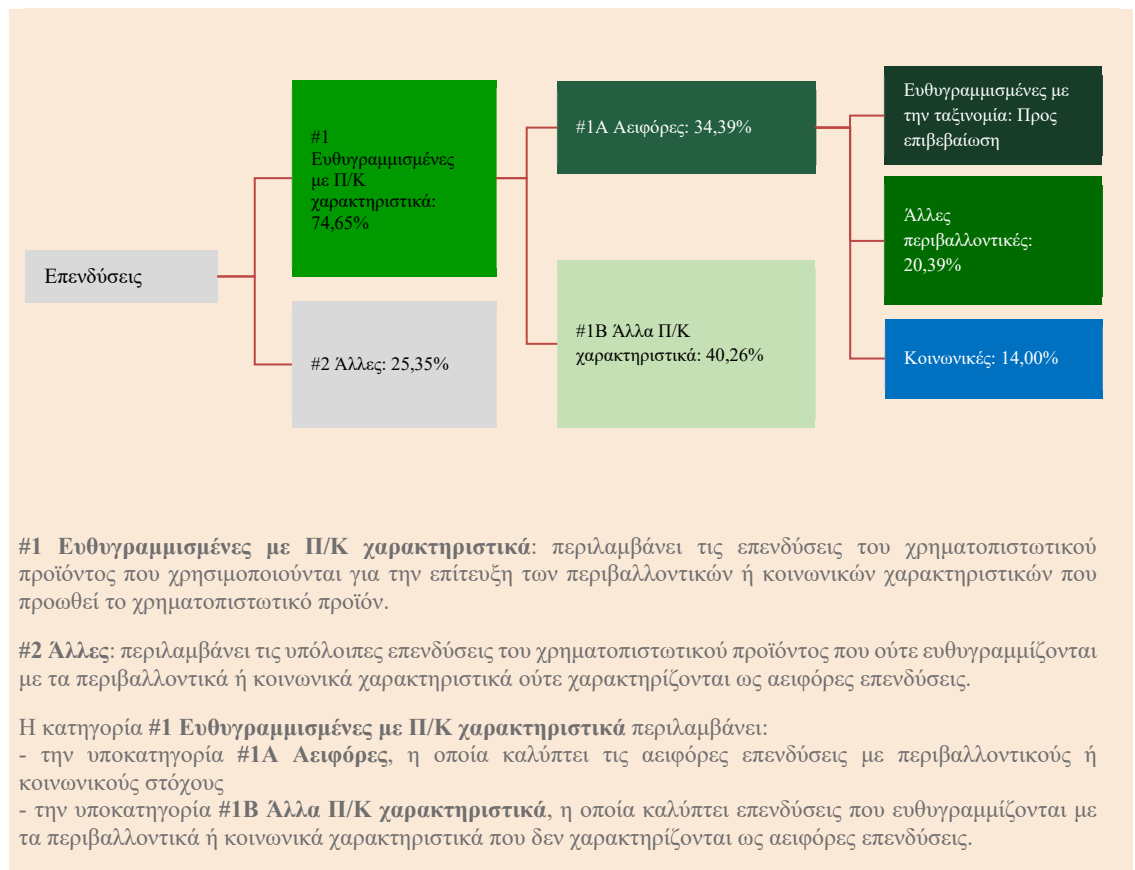 Επενδύσεις
#1
Ευθυγραμμισμένες
με Π/Κ
χαρακτηριστικά:
74,65%
#2 Άλλες: 25,35%
#1Α Αειφόρες: 34,39%
#1Β Άλλα Π/Κ
χαρακτηριστικά: 40,26%
Ευθυγραμμισμένες με
την ταξινομία: Προς
επιβεβαίωση
Άλλες
περιβαλλοντικές:
20,39%
Κοινωνικές: 14,00%
#1 Ευθυγραμμισμένες με Π/Κ χαρακτηριστικά: περιλαμβάνει τις επενδύσεις του χρηματοπιστωτικού
προϊόντος που χρησιμοποιούνται για την επίτευξη των περιβαλλοντικών ή κοινωνικών χαρακτηριστικών που
προωθεί το χρηματοπιστωτικό προϊόν.
#2 Άλλες: περιλαμβάνει τις υπόλοιπες επενδύσεις του χρηματοπιστωτικού προϊόντος που ούτε ευθυγραμμίζονται
με τα περιβαλλοντικά ή κοινωνικά χαρακτηριστικά ούτε χαρακτηρίζονται ως αειφόρες επενδύσεις.
Η κατηγορία #1 Ευθυγραμμισμένες με Π/Κ χαρακτηριστικά περιλαμβάνει:
- την υποκατηγορία #1Α Αειφόρες, η οποία καλύπτει τις αειφόρες επενδύσεις με περιβαλλοντικούς ή
κοινωνικούς στόχους
- την υποκατηγορία #1Β Άλλα Π/Κ χαρακτηριστικά, η οποία καλύπτει επενδύσεις που ευθυγραμμίζονται με
τα περιβαλλοντικά ή κοινωνικά χαρακτηριστικά που δεν χαρακτηρίζονται ως αειφόρες επενδύσεις.